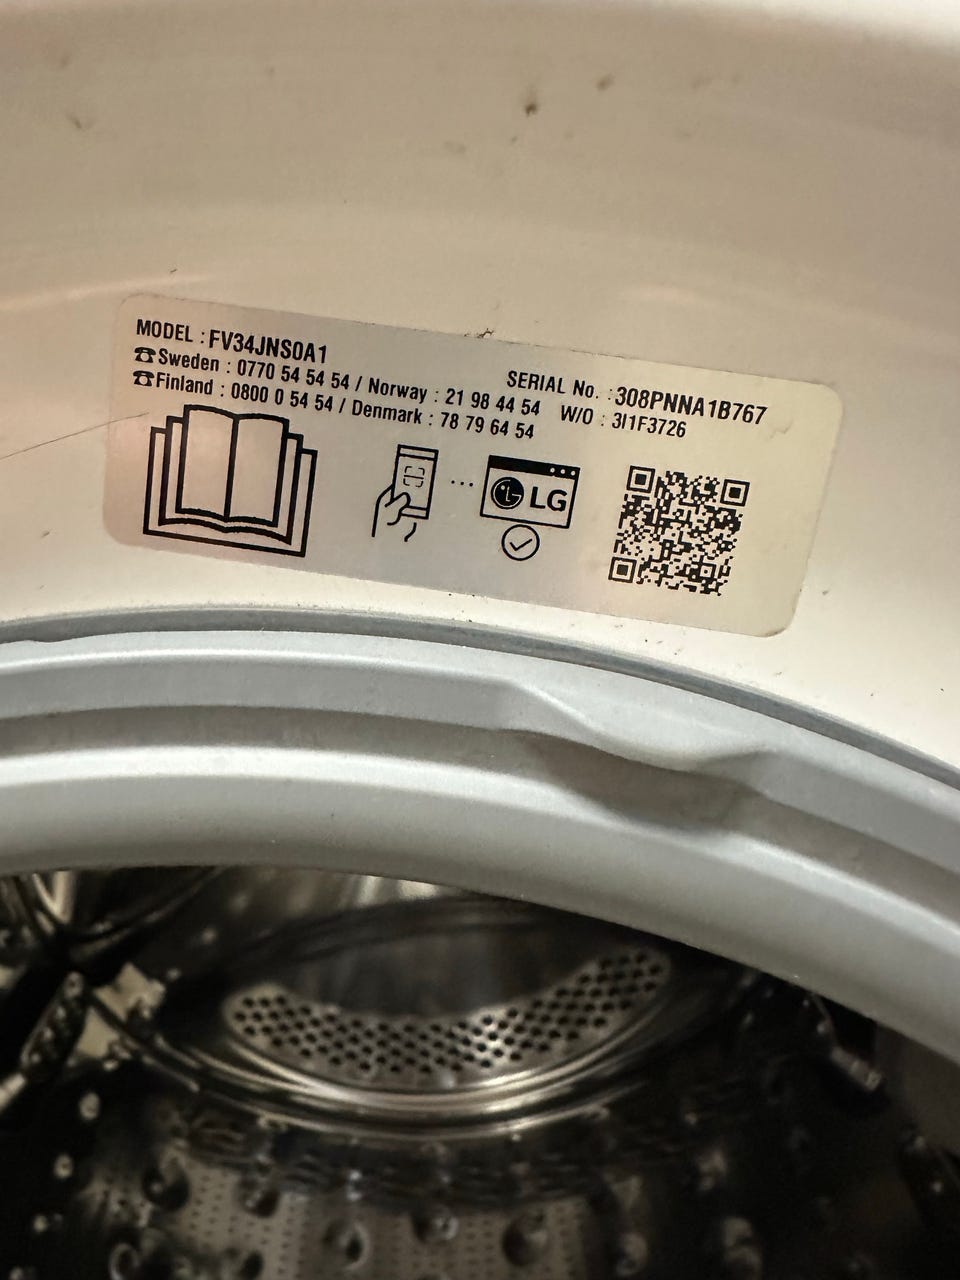 MODEL : FV34JNS0A1
SERIAL No. : 308PNNA1B767
☎Sweden : 0770 54 54 54 / Norway : 21 98 44 54 W/O : 3I1F3726
☎Finland : 0800 0 54 54 / Denmark : 78 79 64 54
LG